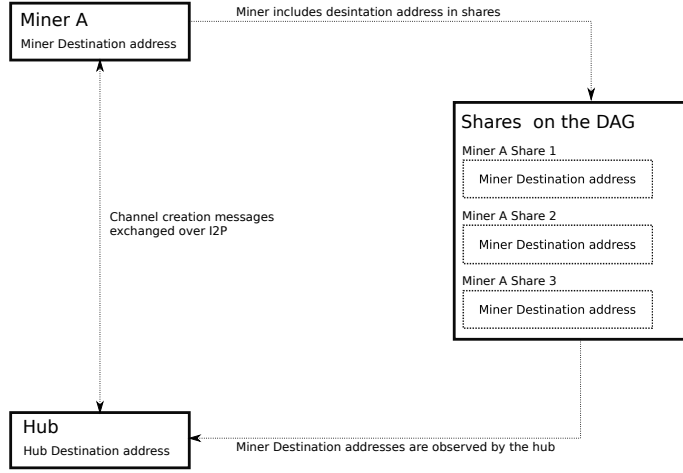 Miner A
Miner Destination address
Miner includes desintation address in shares
Shares on the DAG
Miner A Share 1
Miner Destination address
Miner A Share 2
Miner Destination address
Miner A Share 3
Miner Destination address
Channel creation messages
exchanged over I2P
Hub
Hub Destination address
Miner Destination addresses are observed by the hub